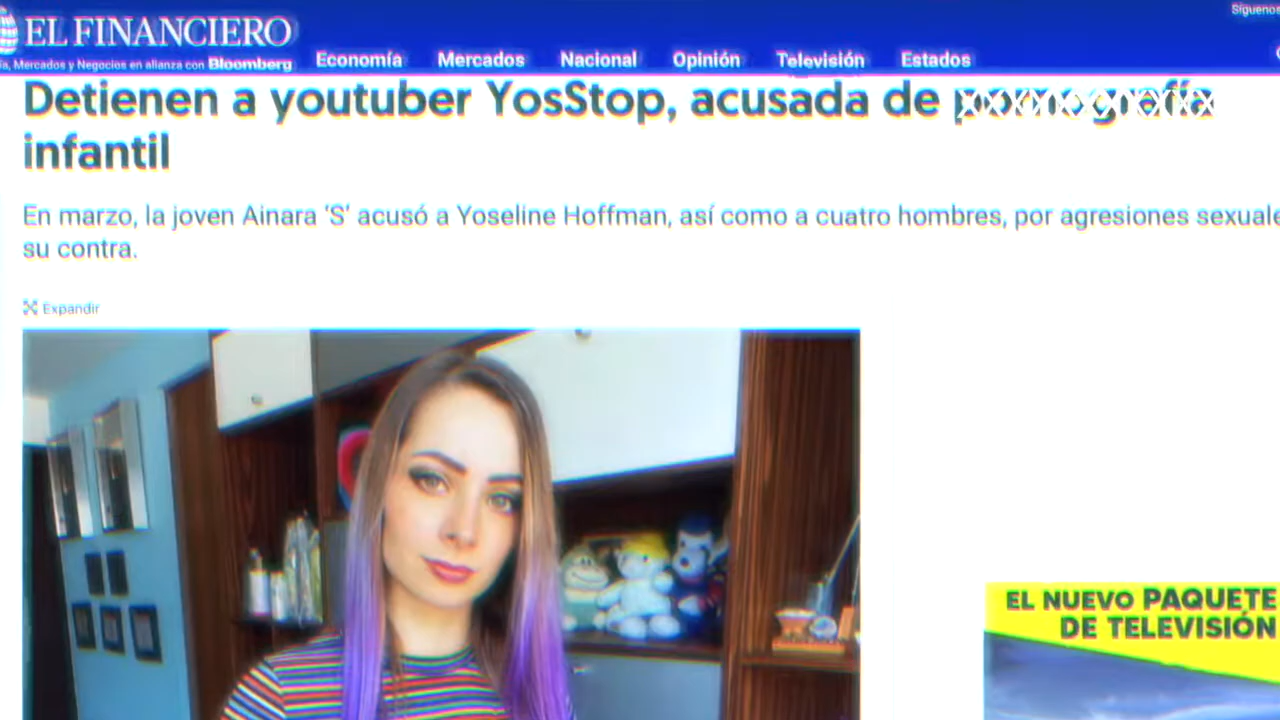 Síguenos
EL FINANCIERO
ía, Mercados y Negocios en alianza con Bloomberg
Economía Mercados Nacional Opinión Televisión Estados
Detienen a youtuber YosStop, acusada de pornografía
infantil
En marzo, la joven Ainara ‘S’ acusó a Yoseline Hoffman, así como a cuatro hombres, por agresiones sexuale
su contra.
Expandir
EL NUEVO PAQUETE
DE TELEVISIÓN